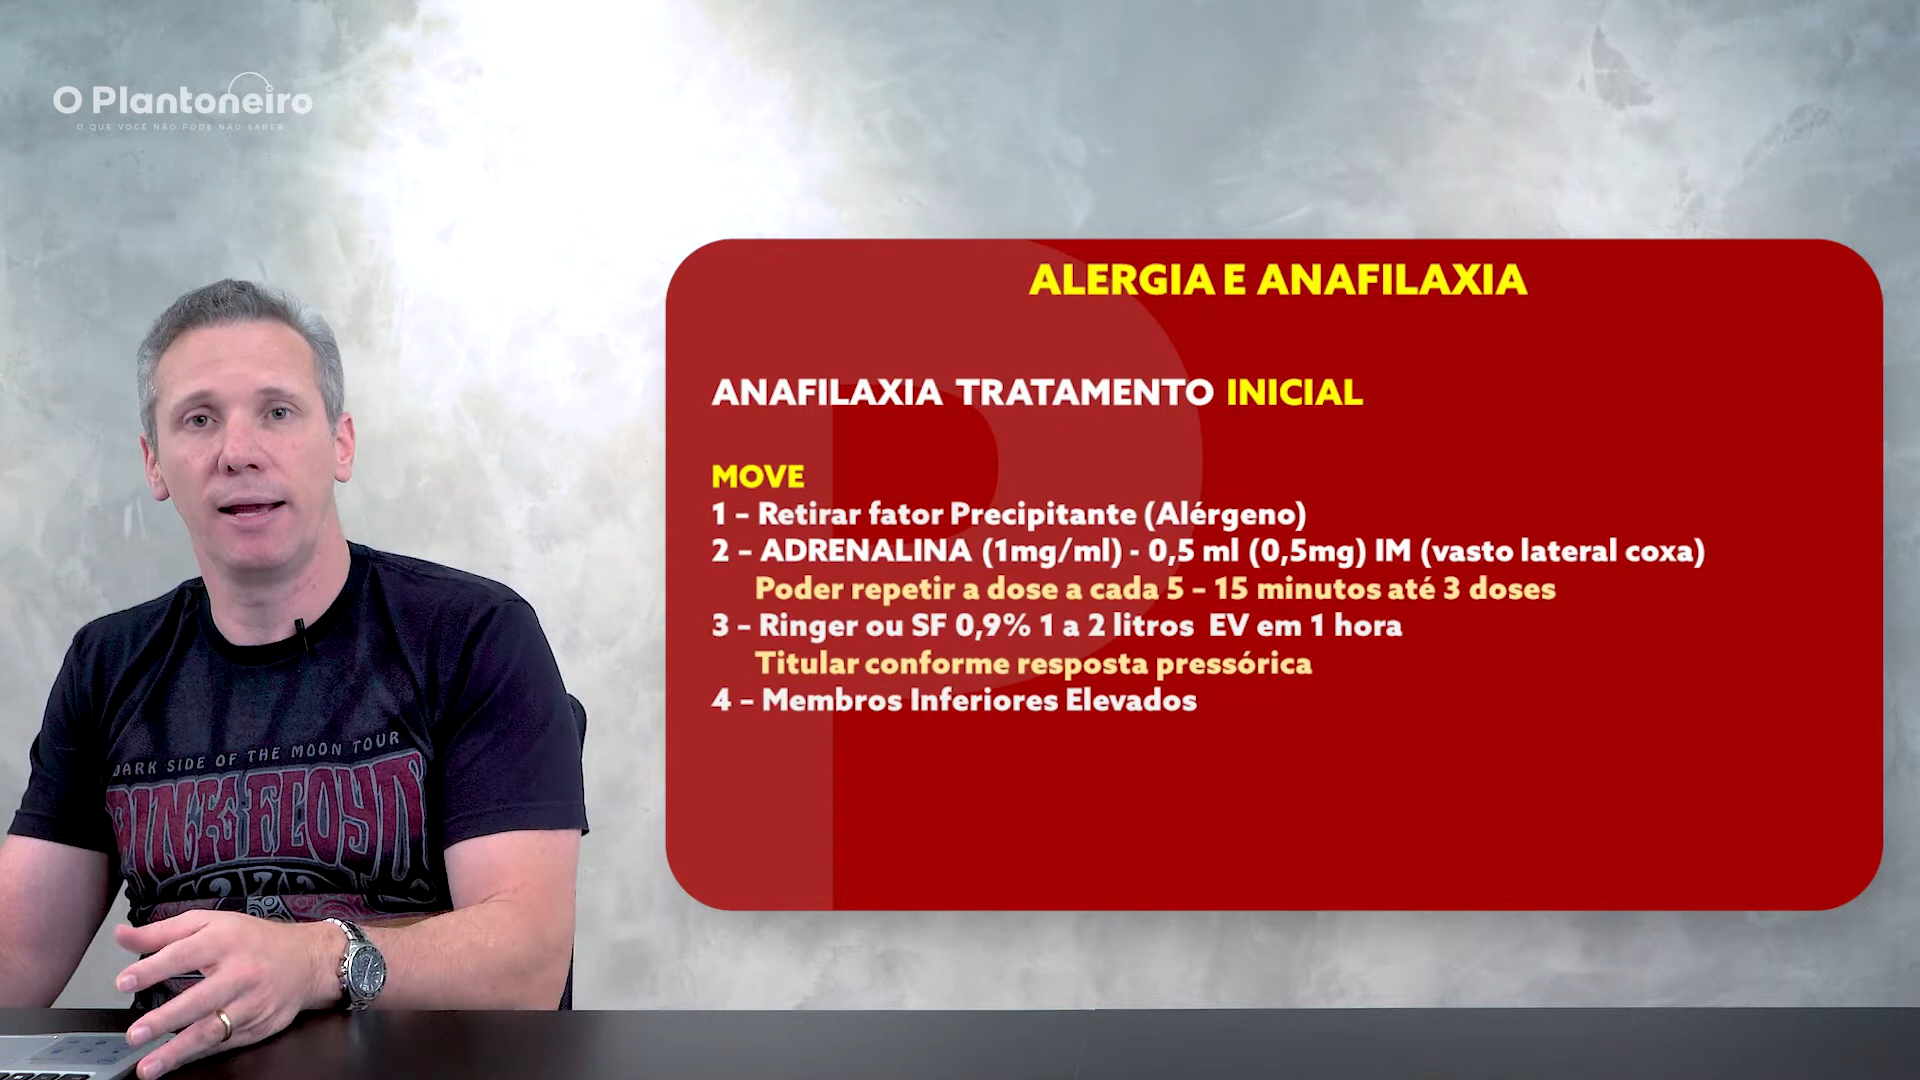 O Plantoneiro
O QUE VOCÊ NÃO PODE NÃO SABER
ALERGIA E ANAFILAXIA
ANAFILAXIA TRATAMENTO INICIAL
MOVE
1 – Retirar fator Precipitante (Alérgeno)
2 – ADRENALINA (1mg/ml) - 0,5 ml (0,5mg) IM (vasto lateral coxa)
Poder repetir a dose a cada 5 – 15 minutos até 3 doses
3 – Ringer ou SF 0,9% 1 a 2 litros EV em 1 hora
Titular conforme resposta pressórica
4 – Membros Inferiores Elevados
DARK SIDE OF THE MOON TOUR
PINK FLOYD